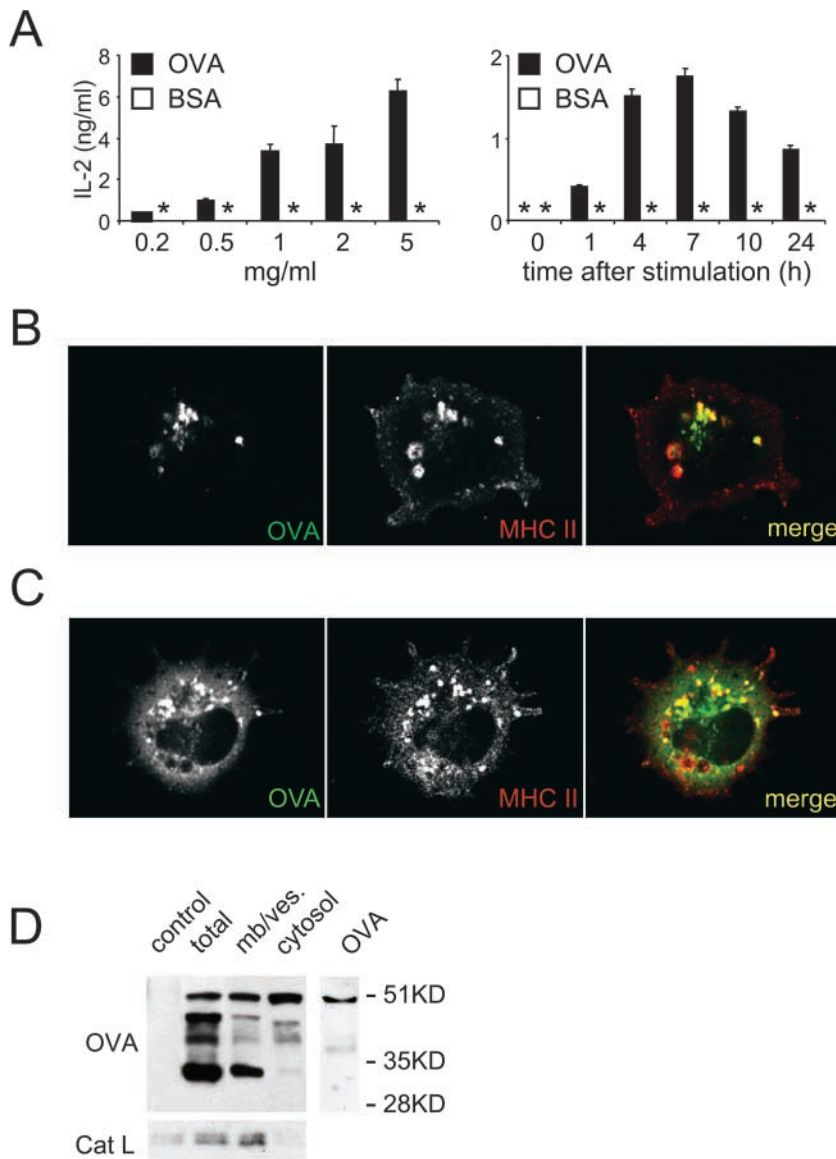 A
8
6
4
2
0
IL-2 (ng/ml)
OVA
BSA
* * * * *
0.2 0.5 1 2 5
mg/ml
2
1
0
OVA
BSA
* * * * * * *
0 1 4 7 10 24
time after stimulation (h)
B
OVA
MHC II
merge
C
OVA
MHC II
merge
D
control
total
mb/ves.
cytosol
OVA
OVA
- 51KD
- 35KD
- 28KD
Cat L